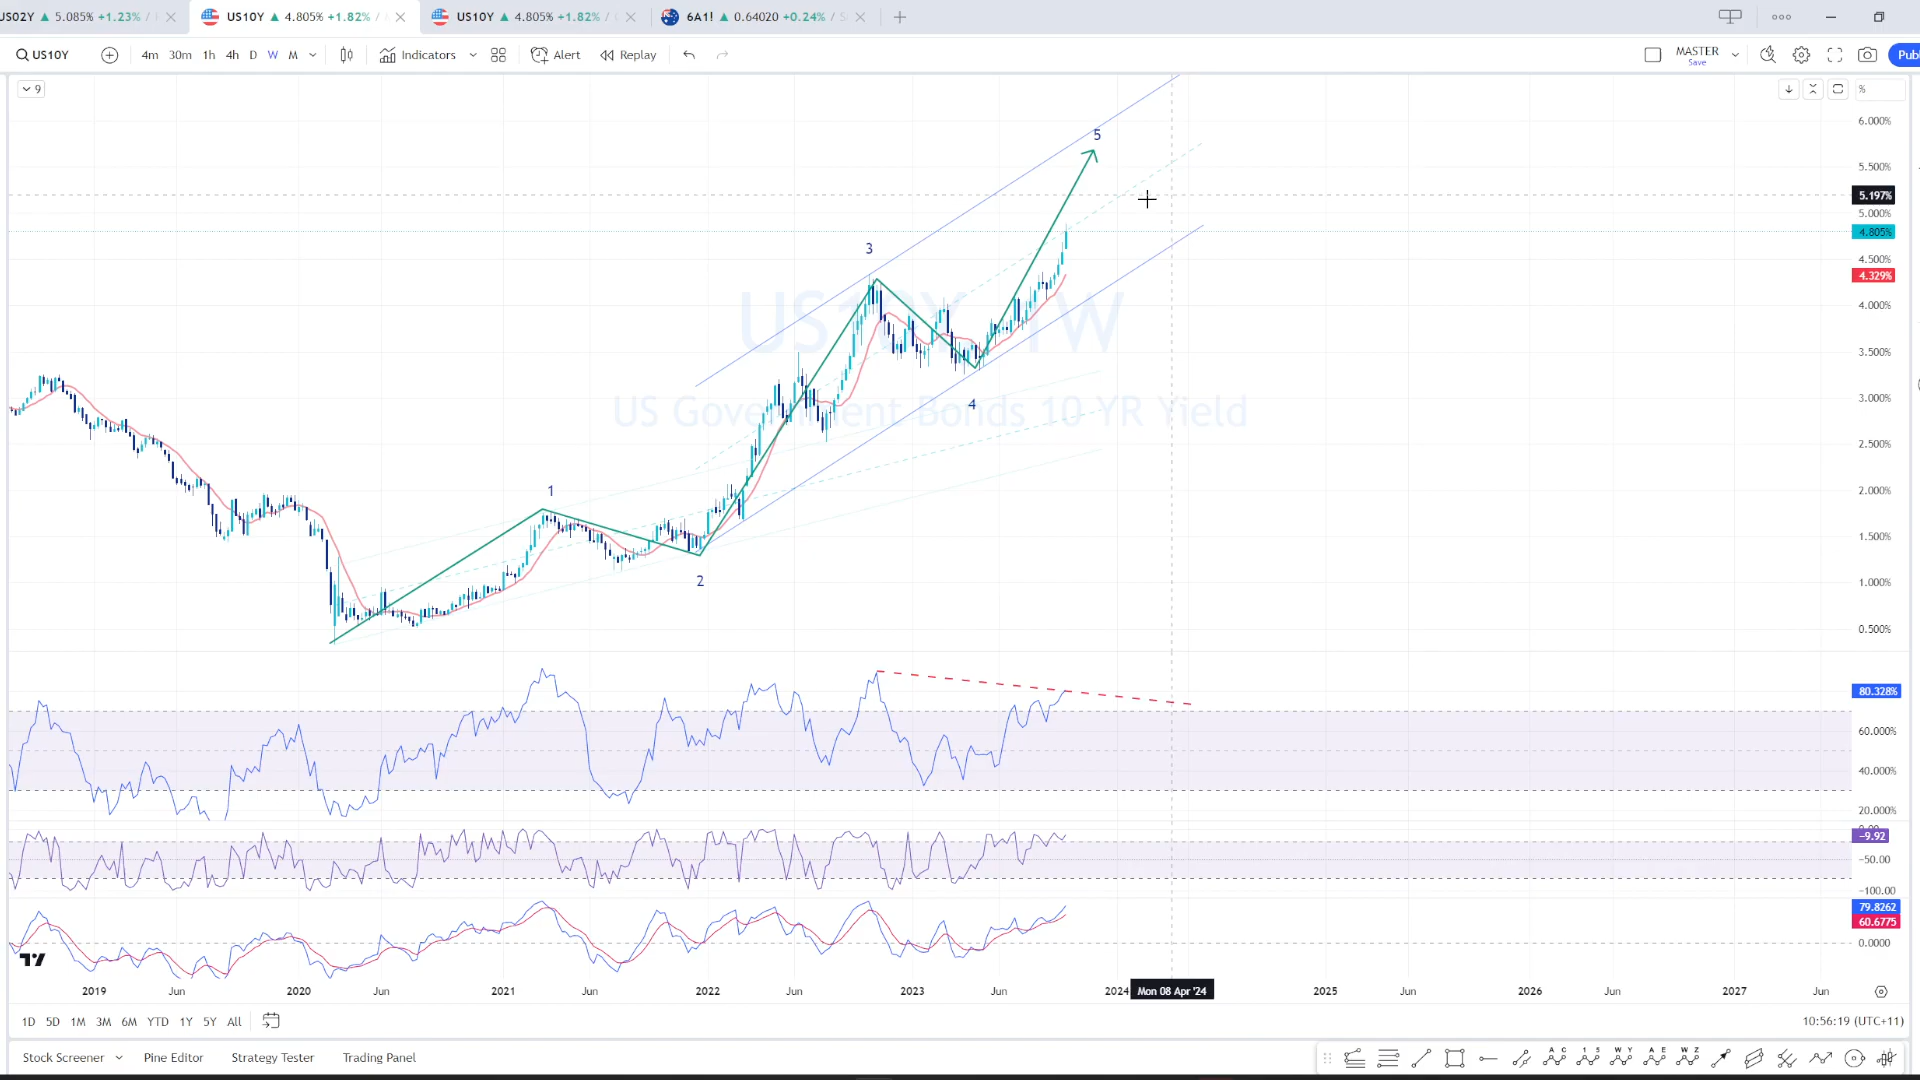 US02Y ▲ 5.085% +1.23% /
US10Y ▲ 4.805% +1.82% /
US10Y ▲ 4.805% +1.82% /
6A1! ▲ 0.64020 +0.24% /
US10Y
4m 30m 1h 4h D W M
Indicators
Alert
Replay
MASTER
Save
Publ
9
%
US10Y, 1W
US Government Bonds 10 YR Yield
1
2
3
4
5
6.000%
5.500%
5.197%
5.000%
4.805%
4.500%
4.329%
4.000%
3.500%
3.000%
2.500%
2.000%
1.500%
1.000%
0.500%
80.328%
60.000%
40.000%
20.000%
−9.92
−50.00
−100.00
79.8262
60.6775
0.0000
2019 Jun 2020 Jun 2021 Jun 2022 Jun 2023 Jun 2024 Mon 08 Apr '24 2025 Jun 2026 Jun 2027 Jun
1D 5D 1M 3M 6M YTD 1Y 5Y All
10:56:19 (UTC+11)
Stock Screener Pine Editor Strategy Tester Trading Panel